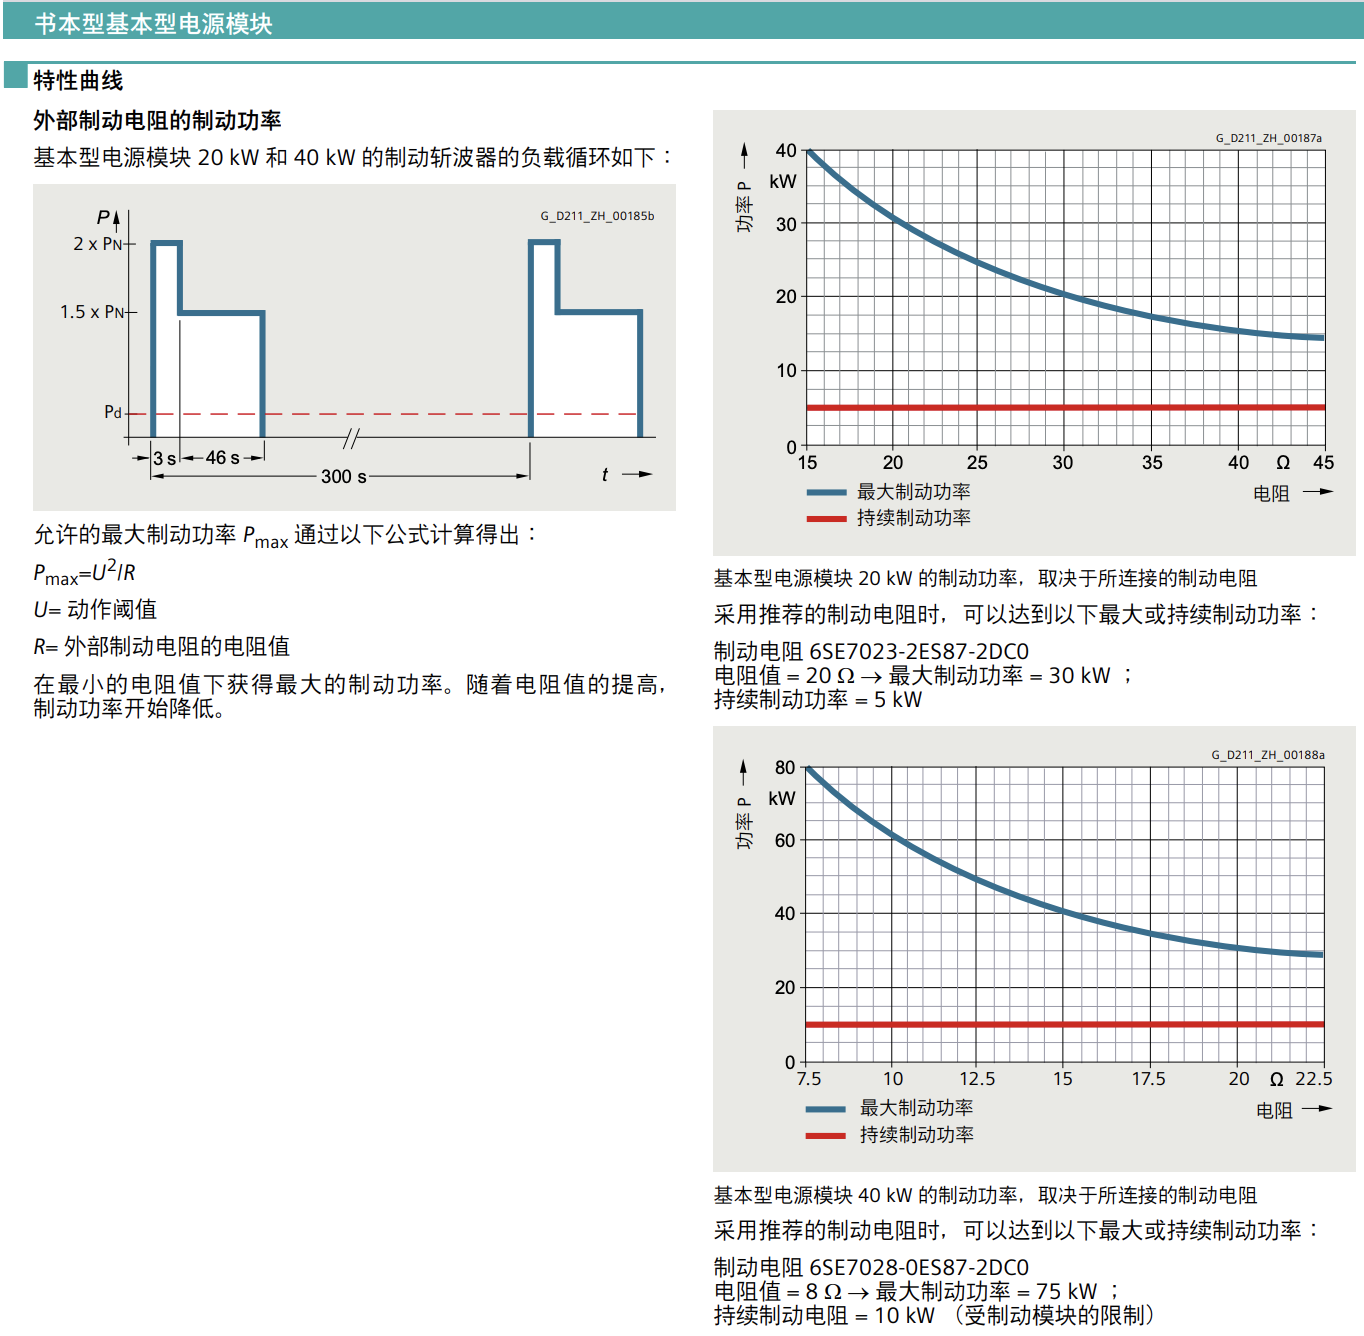 书本型基本型电源模块
特性曲线
外部制动电阻的制动功率
基本型电源模块 20 kW 和 40 kW 的制动斩波器的负载循环如下：
G_D211_ZH_00185b
P
2 x PN
1.5 x PN
Pd
3 s
46 s
300 s
t
允许的最大制动功率 Pmax 通过以下公式计算得出：
Pmax=U²/R
U= 动作阈值
R= 外部制动电阻的电阻值
在最小的电阻值下获得最大的制动功率。随着电阻值的提高，
制动功率开始降低。
G_D211_ZH_00187a
功率 P
40
kW
30
20
10
0
15 20 25 30 35 40 Ω 45
最大制动功率
电阻
持续制动功率
基本型电源模块 20 kW 的制动功率，取决于所连接的制动电阻
采用推荐的制动电阻时，可以达到以下最大或持续制动功率：
制动电阻 6SE7023-2ES87-2DC0
电阻值 = 20 Ω → 最大制动功率 = 30 kW ；
持续制动功率 = 5 kW
G_D211_ZH_00188a
功率 P
80
kW
60
40
20
0
7.5 10 12.5 15 17.5 20 Ω 22.5
最大制动功率
电阻
持续制动功率
基本型电源模块 40 kW 的制动功率，取决于所连接的制动电阻
采用推荐的制动电阻时，可以达到以下最大或持续制动功率：
制动电阻 6SE7028-0ES87-2DC0
电阻值 = 8 Ω → 最大制动功率 = 75 kW ；
持续制动电阻 = 10 kW （受制动模块的限制）